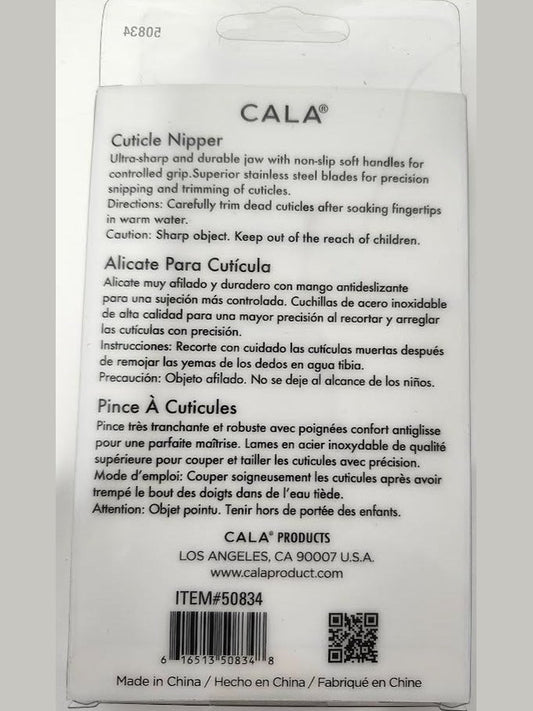 50834
CALA®
Cuticle Nipper
Ultra-sharp and durable jaw with non-slip soft handles for
controlled grip.Superior stainless steel blades for precision
snipping and trimming of cuticles.
Directions: Carefully trim dead cuticles after soaking fingertips
in warm water.
Caution: Sharp object. Keep out of the reach of children.
Alicate Para Cutícula
Alicate muy afilado y duradero con mango antideslizante
para una sujeción más controlada. Cuchillas de acero inoxidable
de alta calidad para una mayor precisión al recortar y arreglar
las cutículas con precisión.
Instrucciones: Recorte con cuidado las cutículas muertas después
de remojar las yemas de los dedos en agua tibia.
Precaución: Objeto afilado. No se deje al alcance de los niños.
Pince À Cuticules
Pince très tranchante et robuste avec poignées confort antiglisse
pour une parfaite maîtrise. Lames en acier inoxydable de qualité
supérieure pour couper et tailler les cuticules avec précision.
Mode d'emploi: Couper soigneusement les cuticules après avoir
trempé le bout des doigts dans de l'eau tiède.
Attention: Objet pointu. Tenir hors de portée des enfants.
CALA® PRODUCTS
LOS ANGELES, CA 90007 U.S.A.
www.calaproduct.com
ITEM#50834
6 16513 50834 8
Made in China / Hecho en China / Fabriqué en Chine